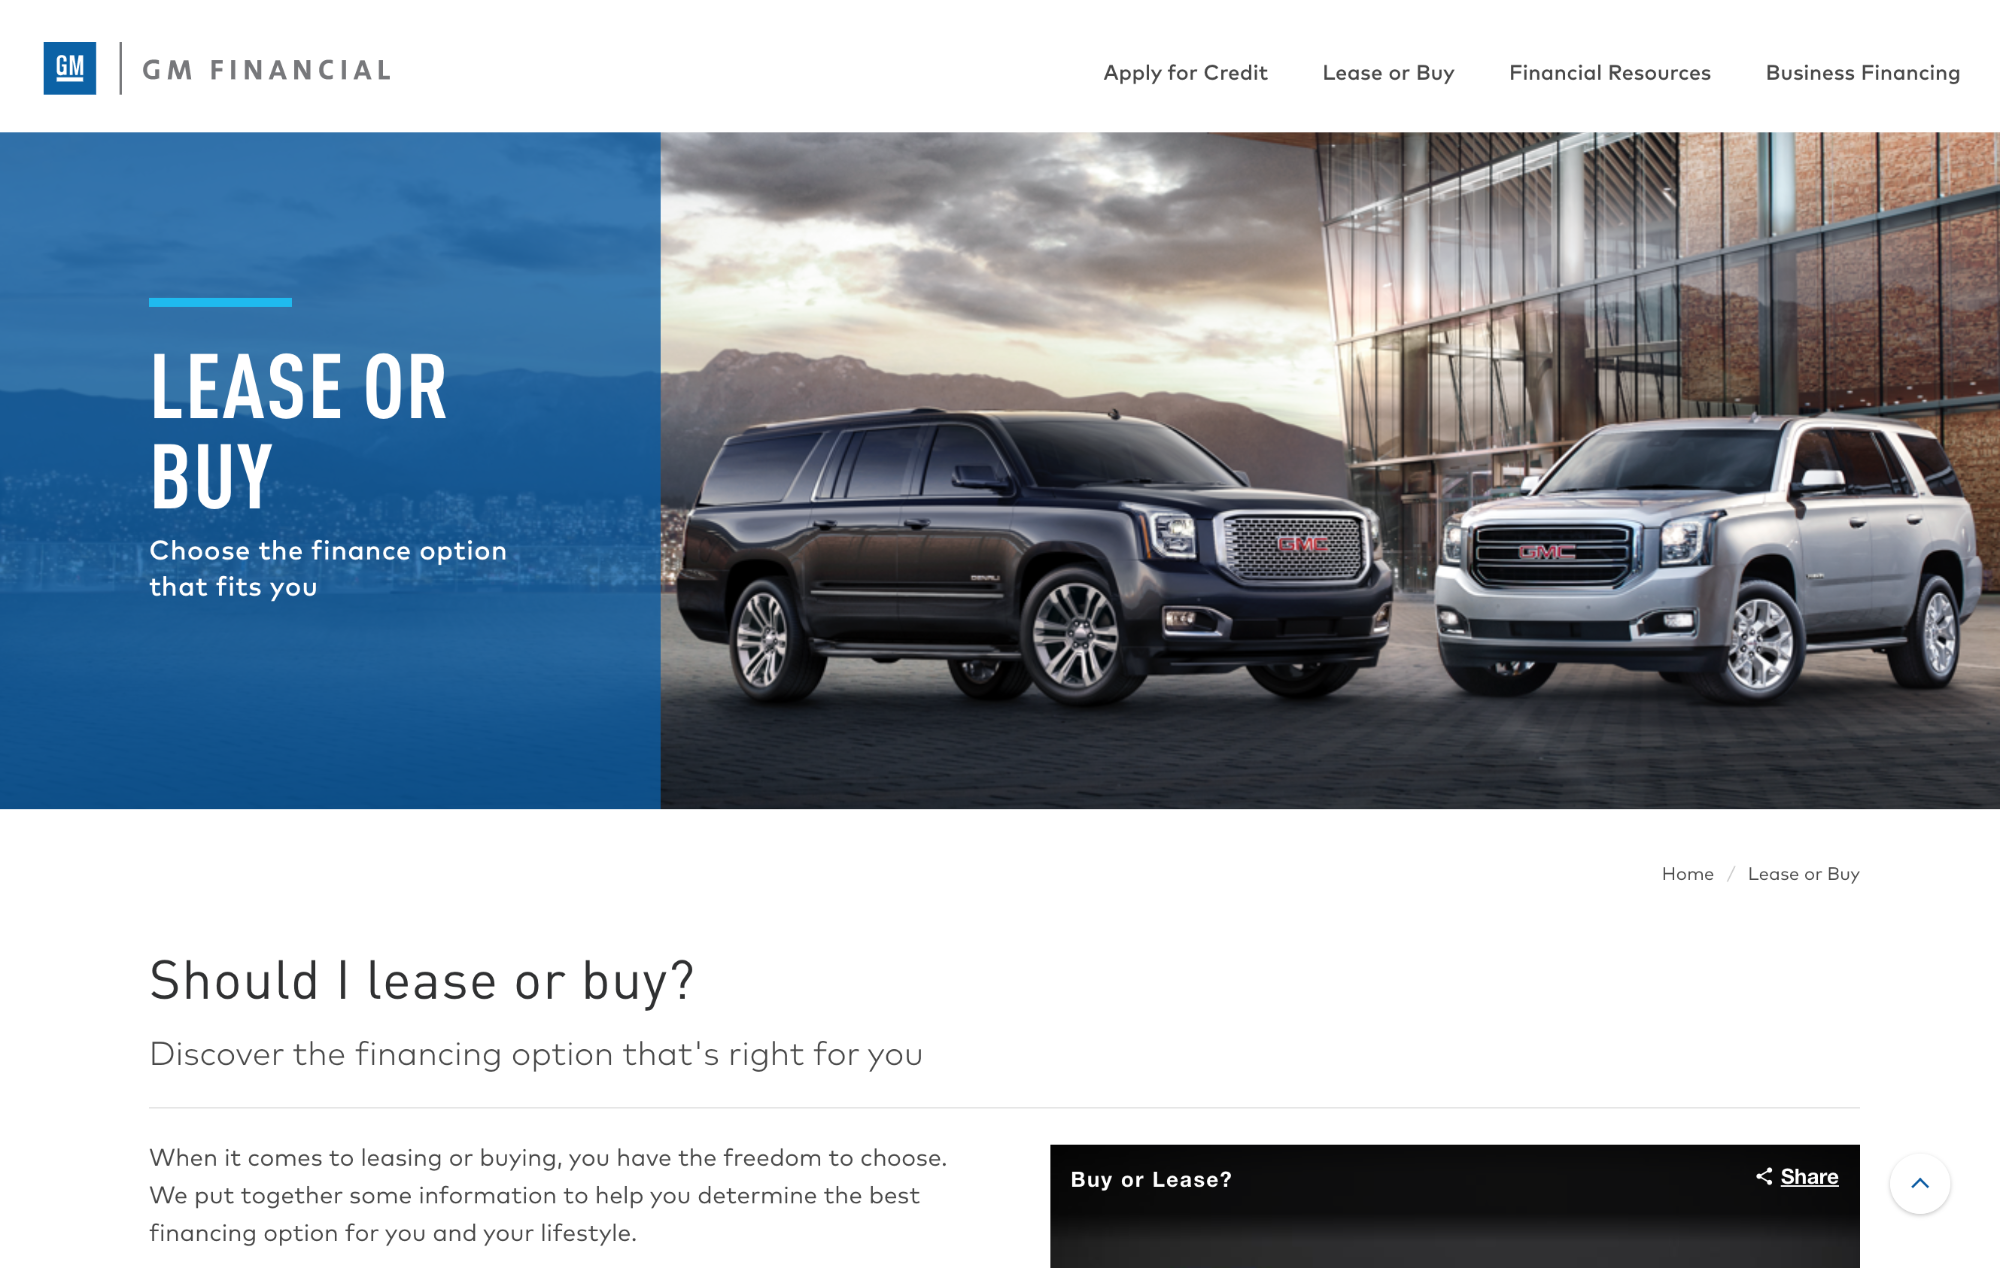 GM
GM FINANCIAL
Apply for Credit
Lease or Buy
Financial Resources
Business Financing
LEASE OR
BUY
Choose the finance option
that fits you
GMC
DENALI
GMC
Home / Lease or Buy
Should I lease or buy?
Discover the financing option that's right for you
When it comes to leasing or buying, you have the freedom to choose.
We put together some information to help you determine the best
financing option for you and your lifestyle.
Buy or Lease?
Share